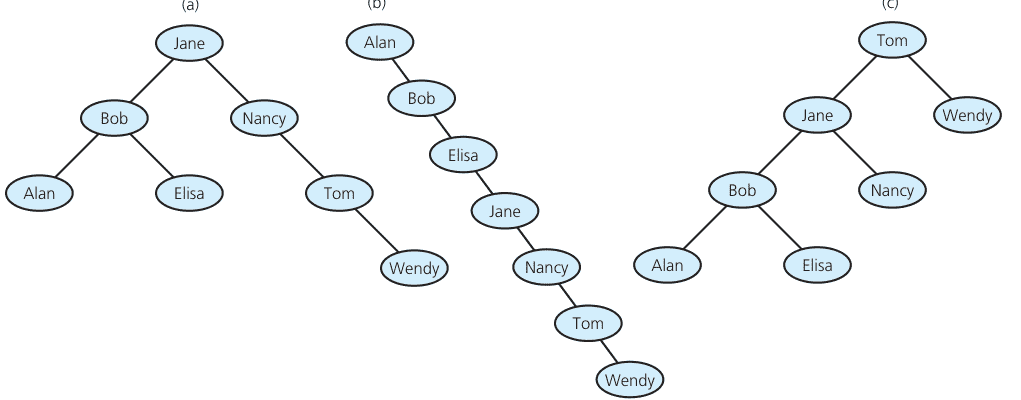 (a)
Jane
Bob
Nancy
Alan
Elisa
Tom
Wendy
(b)
Alan
Bob
Elisa
Jane
Nancy
Tom
Wendy
(c)
Tom
Jane
Wendy
Bob
Nancy
Alan
Elisa